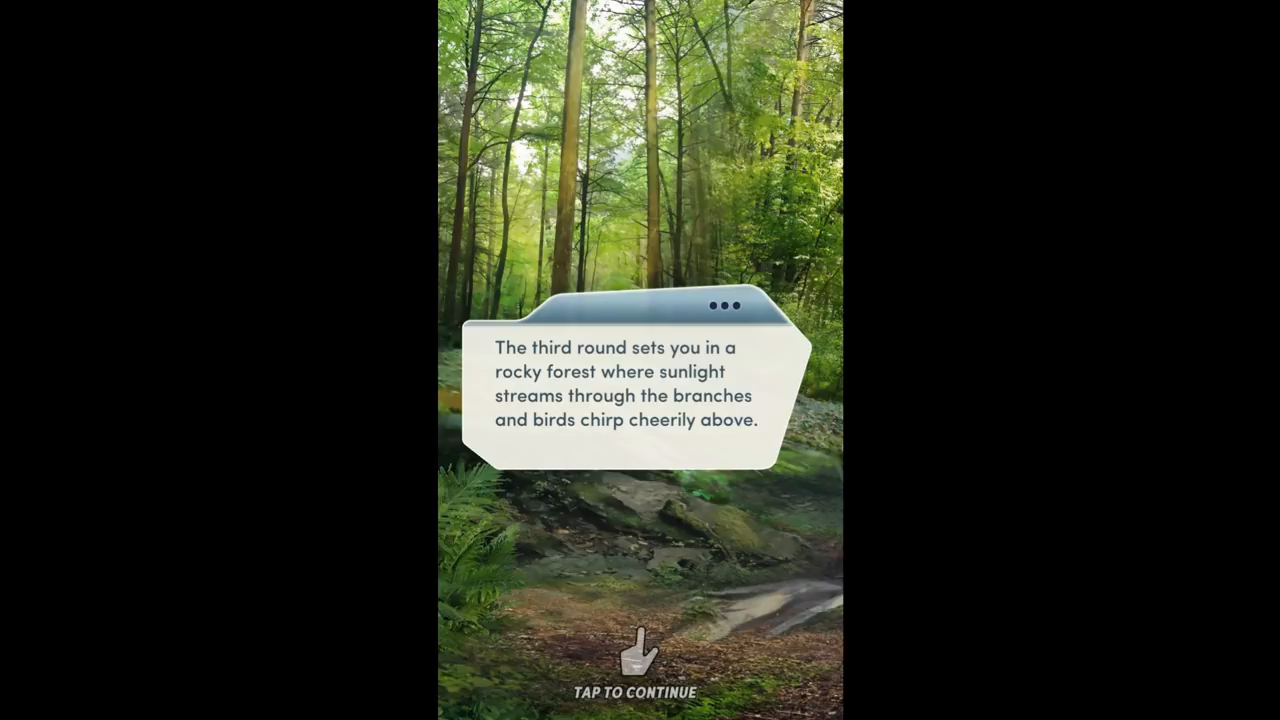 The third round sets you in a
rocky forest where sunlight
streams through the branches
and birds chirp cheerily above.
TAP TO CONTINUE